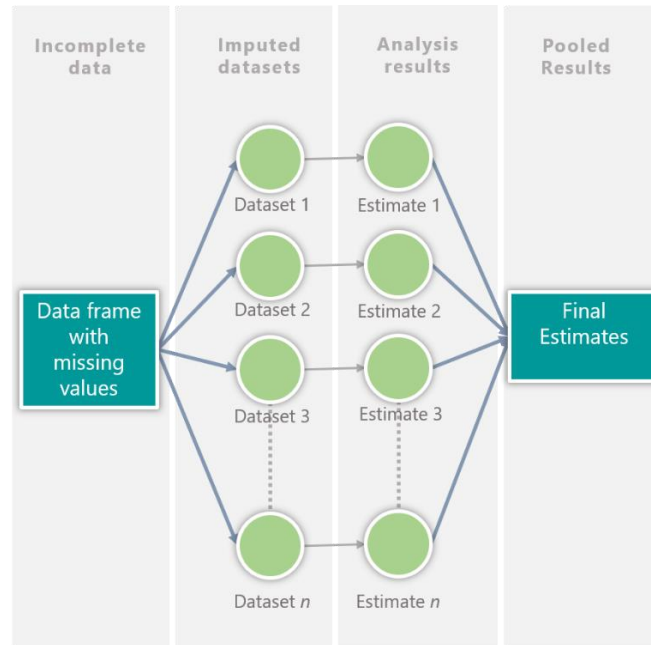 Incomplete
data
Imputed
datasets
Analysis
results
Pooled
Results
Dataset 1
Estimate 1
Dataset 2
Estimate 2
Data frame
with
missing
values
Final
Estimates
Dataset 3
Estimate 3
Dataset n
Estimate n